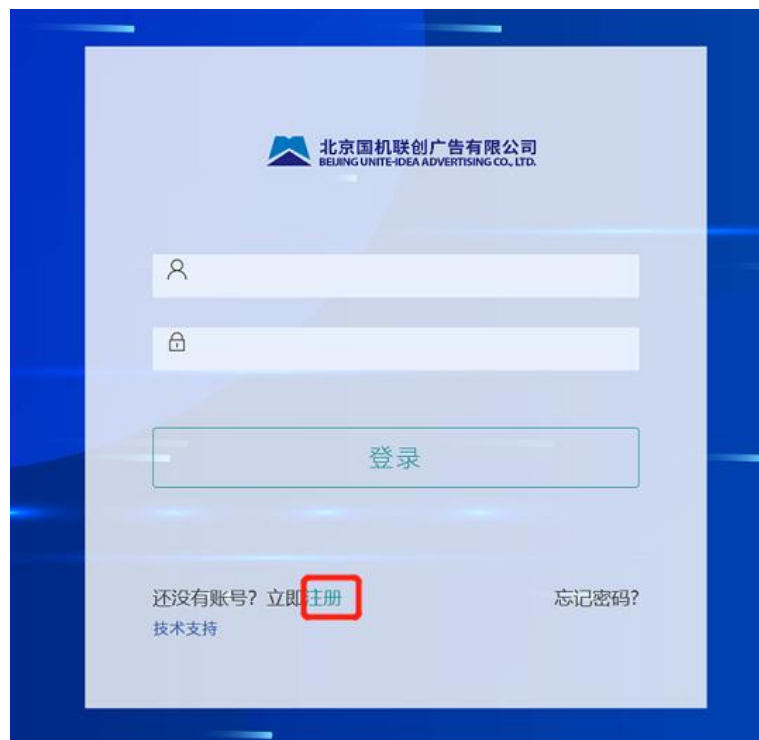 北京国机联创广告有限公司
BEIJING UNITE-IDEA ADVERTISING CO., LTD.
登录
还没有账号? 立即注册 忘记密码?
技术支持